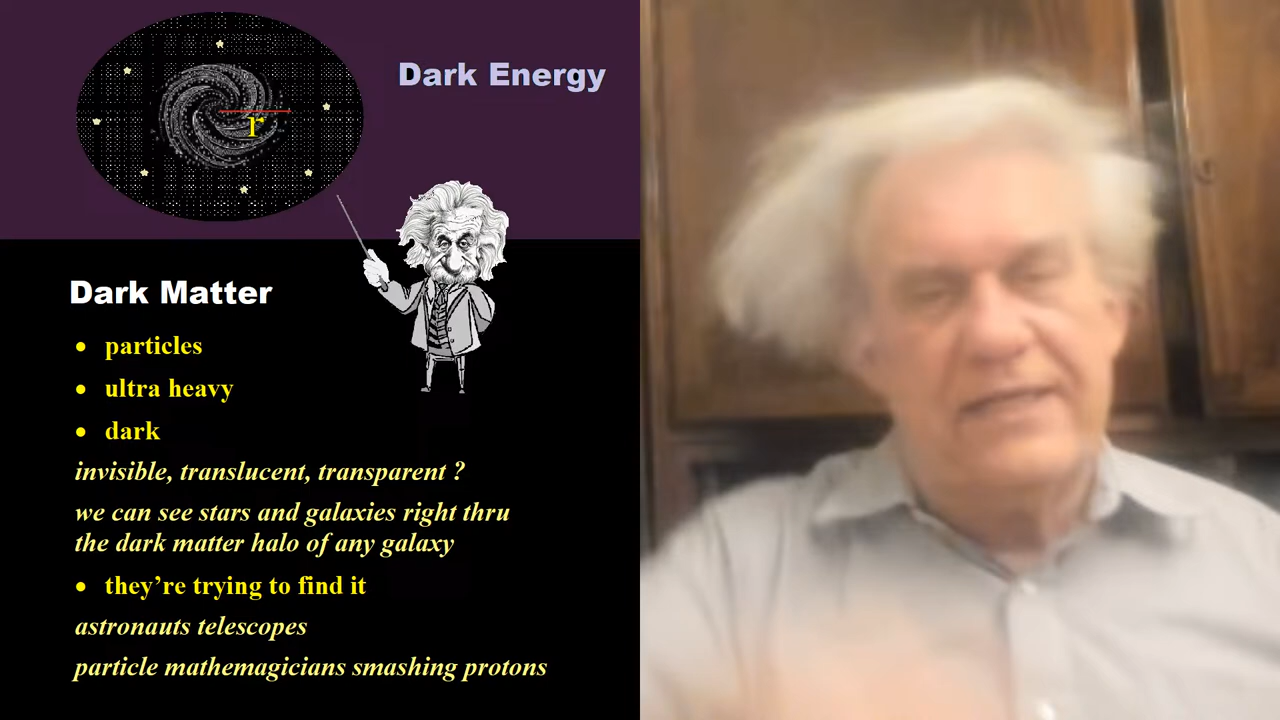 Dark Energy
r
Dark Matter
• particles
• ultra heavy
• dark
invisible, translucent, transparent ?
we can see stars and galaxies right thru
the dark matter halo of any galaxy
• they’re trying to find it
astronauts telescopes
particle mathemagicians smashing protons